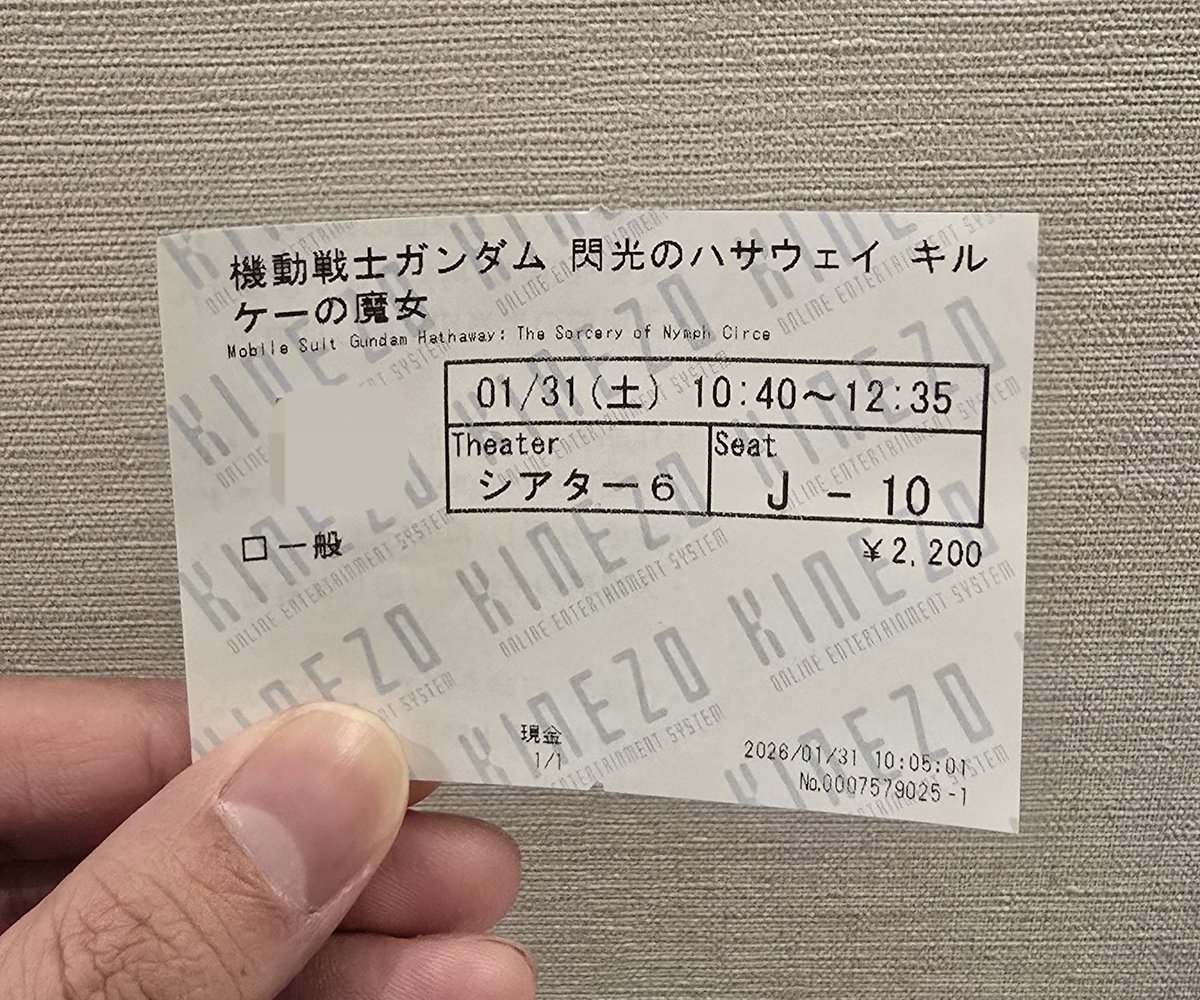 機動戦士ガンダム 閃光のハサウェイ キル
ケーの魔女
Mobile Suit Gundam Hathaway: The Sorcery of Nymph Circe
01/31(土) 10:40～12:35
Theater
シアター6
Seat
J - 10
□一般
¥2,200
現金
1/1
2026/01/31 10:05:01
No.0007579025-1
KINEZO
ONLINE ENTERTAINMENT SYSTEM